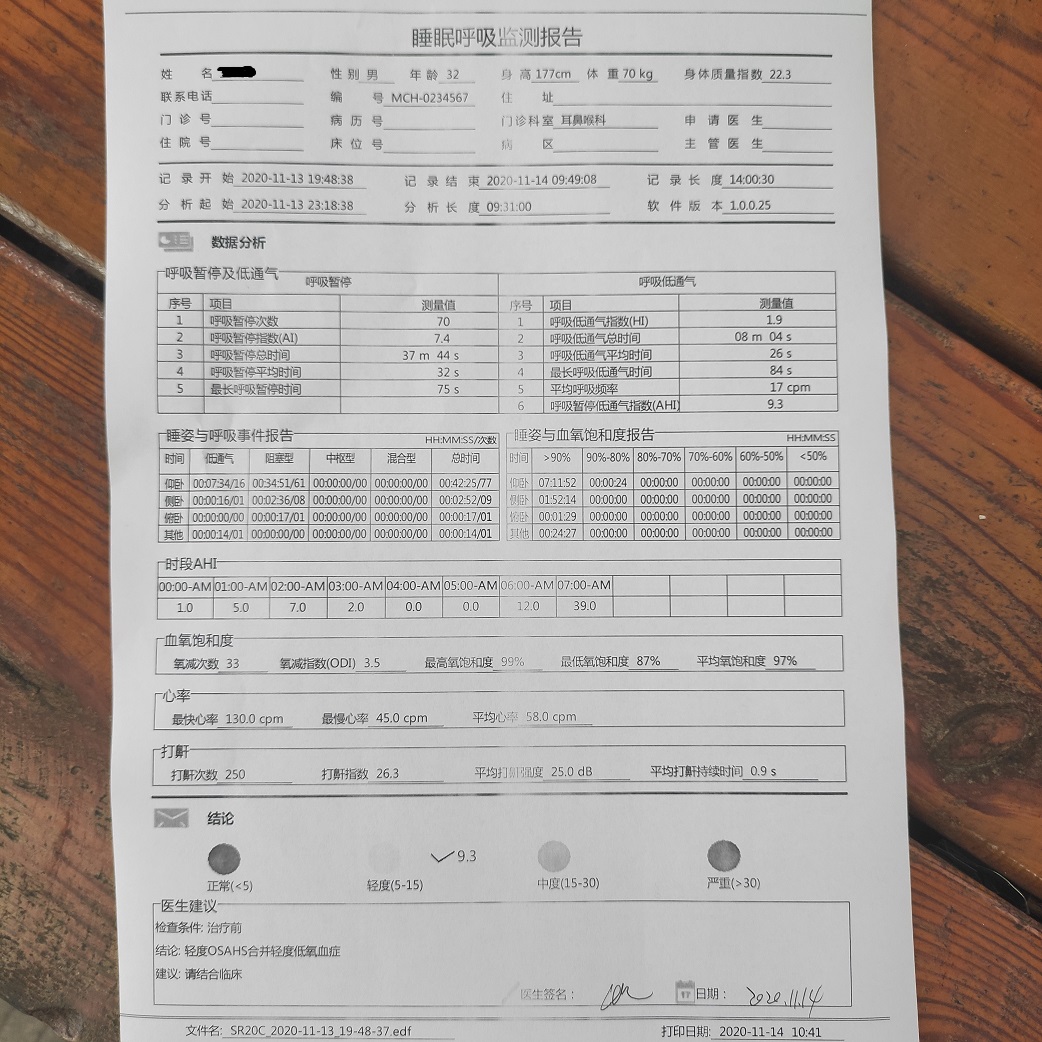 睡眠呼吸监测报告
姓 名 性别 男 年龄 32 身高 177cm 体重 70 kg 身体质量指数 22.3
联系电话 编号 MCH-0234567 住址
门诊号 病历号 门诊科室 耳鼻喉科 申请医生
住院号 床位号 病区 主管医生
记录开始 2020-11-13 19:48:38 记录结束 2020-11-14 09:49:08 记录长度 14:00:30
分析起始 2020-11-13 23:18:38 分析长度 09:31:00 软件版本 1.0.0.25
数据分析
呼吸暂停及低通气
呼吸暂停 呼吸低通气
序号 项目 测量值 序号 项目 测量值
1 呼吸暂停次数 70 1 呼吸低通气指数(HI) 1.9
2 呼吸暂停指数(AI) 7.4 2 呼吸低通气总时间 08 m 04 s
3 呼吸暂停总时间 37 m 44 s 3 呼吸低通气平均时间 26 s
4 呼吸暂停平均时间 32 s 4 最长呼吸低通气时间 84 s
5 最长呼吸暂停时间 75 s 5 平均呼吸频率 17 cpm
6 呼吸暂停低通气指数(AHI) 9.3
睡姿与呼吸事件报告 HH:MM:SS/次数 睡姿与血氧饱和度报告 HH:MM:SS
时间 低通气 阻塞型 中枢型 混合型 总时间 时间 >90% 90%-80% 80%-70% 70%-60% 60%-50% <50%
仰卧 00:07:34/16 00:34:51/61 00:00:00/00 00:00:00/00 00:42:25/77 仰卧 07:11:52 00:00:24 00:00:00 00:00:00 00:00:00 00:00:00
侧卧 00:00:16/01 00:02:36/08 00:00:00/00 00:00:00/00 00:02:52/09 侧卧 01:52:14 00:00:00 00:00:00 00:00:00 00:00:00 00:00:00
俯卧 00:00:00/00 00:00:17/01 00:00:00/00 00:00:00/00 00:00:17/01 俯卧 00:01:29 00:00:00 00:00:00 00:00:00 00:00:00 00:00:00
其他 00:00:14/01 00:00:00/00 00:00:00/00 00:00:00/00 00:00:14/01 其他 00:24:27 00:00:00 00:00:00 00:00:00 00:00:00 00:00:00
时段AHI
00:00-AM 01:00-AM 02:00-AM 03:00-AM 04:00-AM 05:00-AM 06:00-AM 07:00-AM
1.0 5.0 7.0 2.0 0.0 0.0 12.0 39.0
血氧饱和度
氧减次数 33 氧减指数(ODI) 3.5 最高氧饱和度 99% 最低氧饱和度 87% 平均氧饱和度 97%
心率
最快心率 130.0 cpm 最慢心率 45.0 cpm 平均心率 58.0 cpm
打鼾
打鼾次数 250 打鼾指数 26.3 平均打鼾强度 25.0 dB 平均打鼾持续时间 0.9 s
结论
✓9.3
正常(<5) 轻度(5-15) 中度(15-30) 严重(>30)
医生建议
检查条件: 治疗前
结论: 轻度OSAHS合并轻度低氧血症
建议: 请结合临床
医生签名: 17 日期: 2020.11.14
文件名: SR20C_2020-11-13_19-48-37.edf 打印日期: 2020-11-14 10:41